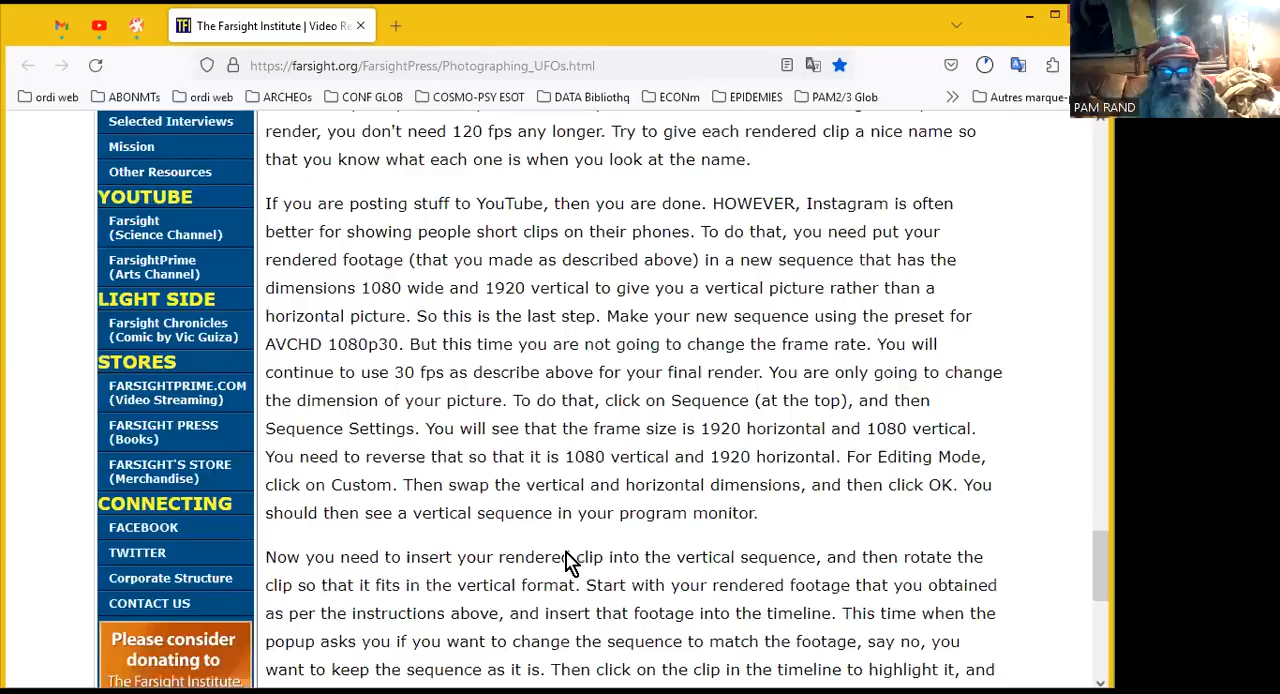 The Farsight Institute | Video Re
https://farsight.org/FarsightPress/Photographing_UFOs.html
ordi web
ABONMTs
ordi web
ARCHEOs
CONF GLOB
COSMO-PSY ESOT
DATA Bibliothq
ECONm
EPIDEMIES
PAM2/3 Glob
Autres marque-
PAM RAND
Selected Interviews
Mission
Other Resources
YOUTUBE
Farsight
(Science Channel)
FarsightPrime
(Arts Channel)
LIGHT SIDE
Farsight Chronicles
(Comic by Vic Guiza)
STORES
FARSIGHTPRIME.COM
(Video Streaming)
FARSIGHT PRESS
(Books)
FARSIGHT'S STORE
(Merchandise)
CONNECTING
FACEBOOK
TWITTER
Corporate Structure
CONTACT US
Please consider
donating to
The Farsight Institute,
render, you don't need 120 fps any longer. Try to give each rendered clip a nice name so
that you know what each one is when you look at the name.
If you are posting stuff to YouTube, then you are done. HOWEVER, Instagram is often
better for showing people short clips on their phones. To do that, you need put your
rendered footage (that you made as described above) in a new sequence that has the
dimensions 1080 wide and 1920 vertical to give you a vertical picture rather than a
horizontal picture. So this is the last step. Make your new sequence using the preset for
AVCHD 1080p30. But this time you are not going to change the frame rate. You will
continue to use 30 fps as describe above for your final render. You are only going to change
the dimension of your picture. To do that, click on Sequence (at the top), and then
Sequence Settings. You will see that the frame size is 1920 horizontal and 1080 vertical.
You need to reverse that so that it is 1080 vertical and 1920 horizontal. For Editing Mode,
click on Custom. Then swap the vertical and horizontal dimensions, and then click OK. You
should then see a vertical sequence in your program monitor.
Now you need to insert your rendered clip into the vertical sequence, and then rotate the
clip so that it fits in the vertical format. Start with your rendered footage that you obtained
as per the instructions above, and insert that footage into the timeline. This time when the
popup asks you if you want to change the sequence to match the footage, say no, you
want to keep the sequence as it is. Then click on the clip in the timeline to highlight it, and